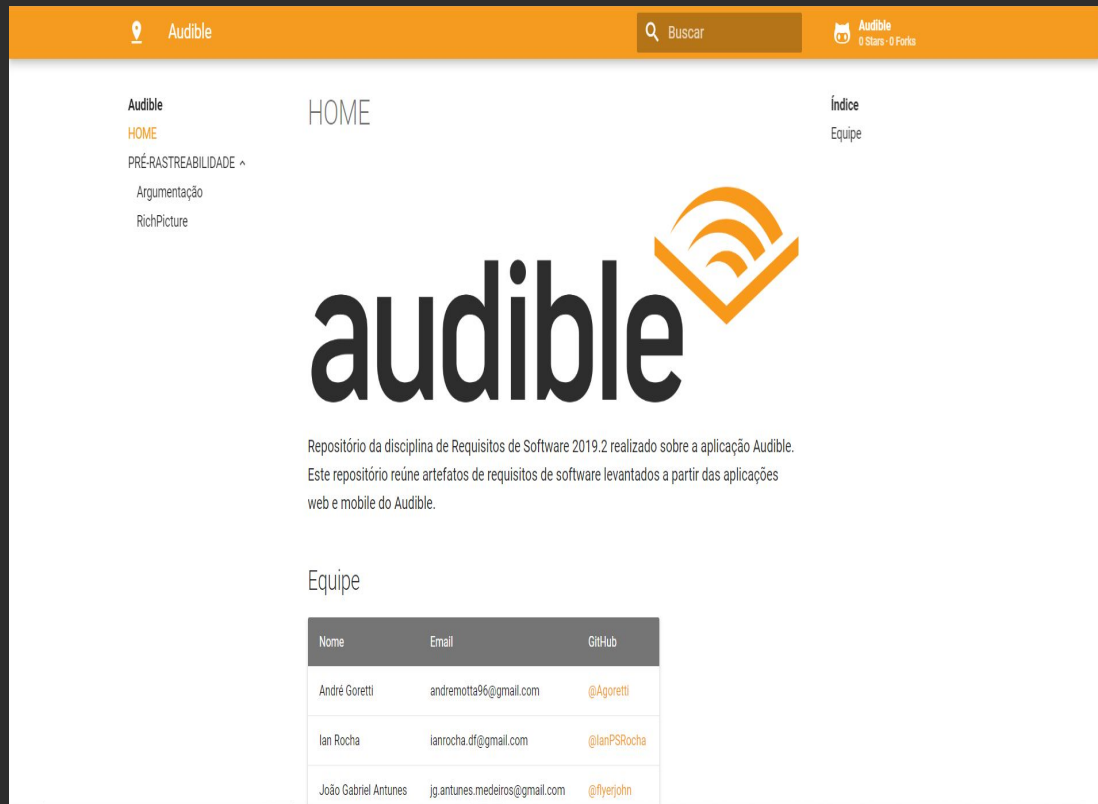 Audible
Buscar
Audible
0 Stars · 0 Forks
Audible
HOME
PRÉ-RASTREABILIDADE
Argumentação
RichPicture
HOME
audible
Repositório da disciplina de Requisitos de Software 2019.2 realizado sobre a aplicação Audible.
Este repositório reúne artefatos de requisitos de software levantados a partir das aplicações
web e mobile do Audible.
Equipe
Nome Email GitHub
André Goretti andremotta96@gmail.com @Agoretti
Ian Rocha ianrocha.df@gmail.com @IanPSRocha
João Gabriel Antunes jg.antunes.medeiros@gmail.com @flyerjohn
Índice
Equipe